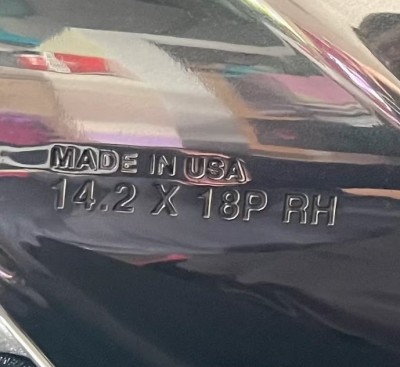 MADE IN USA
14.2 X 18P RH